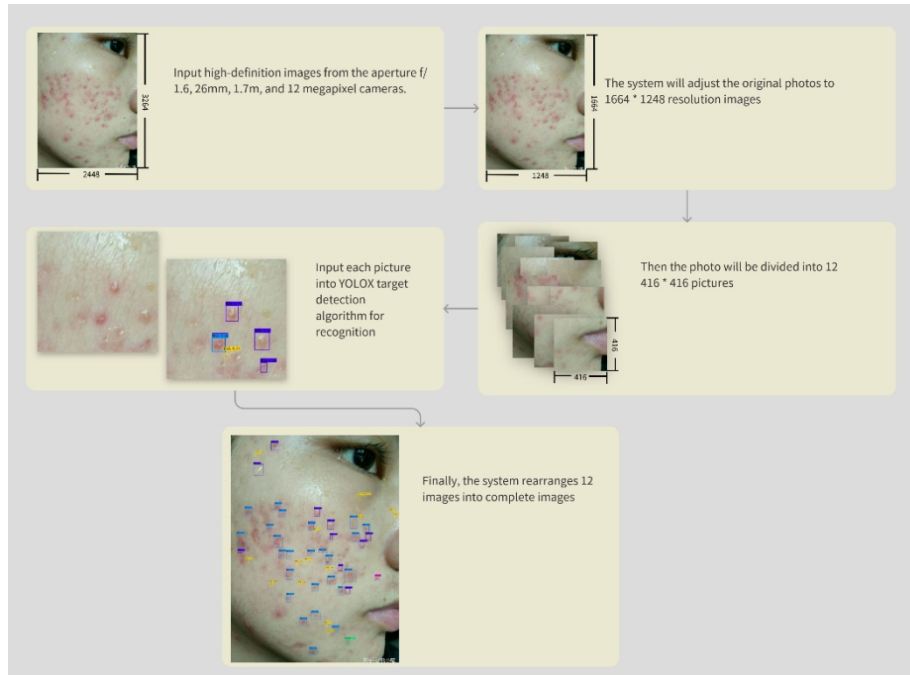 Input high-definition images from the aperture f/
1.6, 26mm, 1.7m, and 12 megapixel cameras.
3264
2448
The system will adjust the original photos to
1664 * 1248 resolution images
1664
1248
Then the photo will be divided into 12
416 * 416 pictures
416
416
Input each picture
into YOLOX target
detection
algorithm for
recognition
Finally, the system rearranges 12
images into complete images